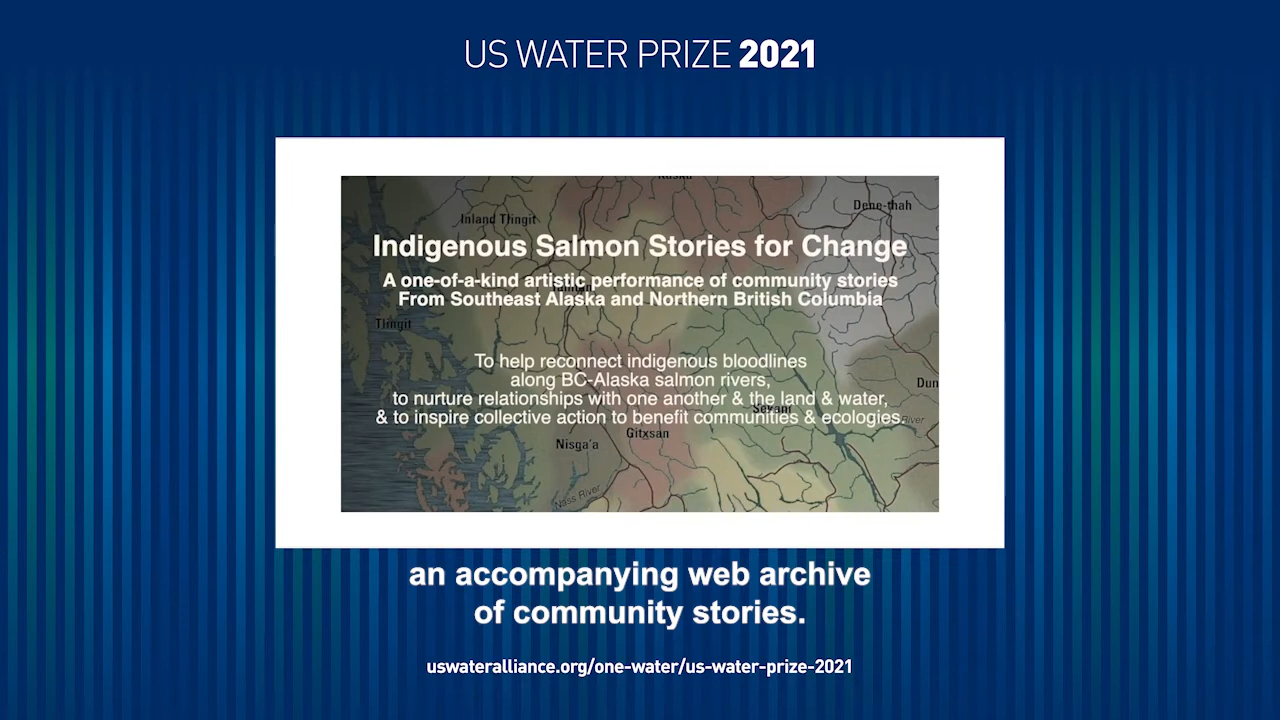 US WATER PRIZE 2021
Kaska
Dene-thah
Inland Tlingit
Indigenous Salmon Stories for Change
A one-of-a-kind artistic performance of community stories
From Southeast Alaska and Northern British Columbia
Tlingit
To help reconnect indigenous bloodlines
along BC-Alaska salmon rivers,
to nurture relationships with one another & the land & water,
Dun
Sekani
& to inspire collective action to benefit communities & ecologies
River
Gitxsan
Nisga'a
Nass River
an accompanying web archive
of community stories.
uswateralliance.org/one-water/us-water-prize-2021